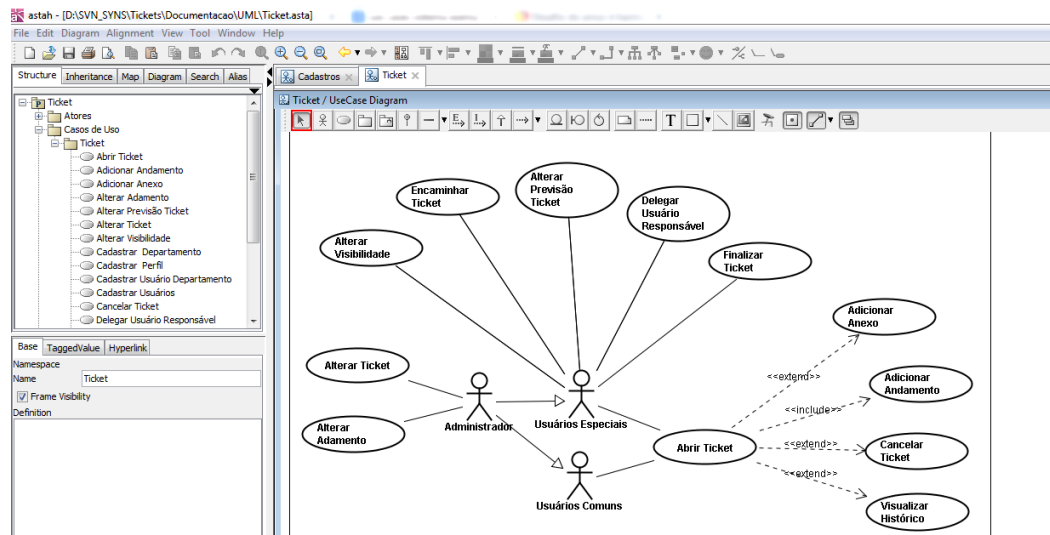 astah - [D:\SVN_SYNS\Tickets\Documentacao\UML\Ticket.asta]
File Edit Diagram Alignment View Tool Window Help
Structure Inheritance Map Diagram Search Alias
Cadastros
Ticket
Ticket / UseCase Diagram
Ticket
Atores
Casos de Uso
Ticket
Abrir Ticket
Adicionar Andamento
Adicionar Anexo
Alterar Adamento
Alterar Previsão Ticket
Alterar Ticket
Alterar Visibilidade
Cadastrar Departamento
Cadastrar Perfil
Cadastrar Usuário Departamento
Cadastrar Usuários
Cancelar Ticket
Delegar Usuário Responsável
Base TaggedValue Hyperlink
Namespace
Name Ticket
Frame Visibility
Definition
T
Alterar
Visibilidade
Encaminhar
Ticket
Alterar
Previsão
Ticket
Delegar
Usuário
Responsável
Finalizar
Ticket
Alterar Ticket
Alterar
Adamento
Administrador
Usuários Especiais
Usuários Comuns
Abrir Ticket
<<extend>>
<<include>>
<<extend>>
<<extend>>
Adicionar
Anexo
Adicionar
Andamento
Cancelar
Ticket
Visualizar
Histórico